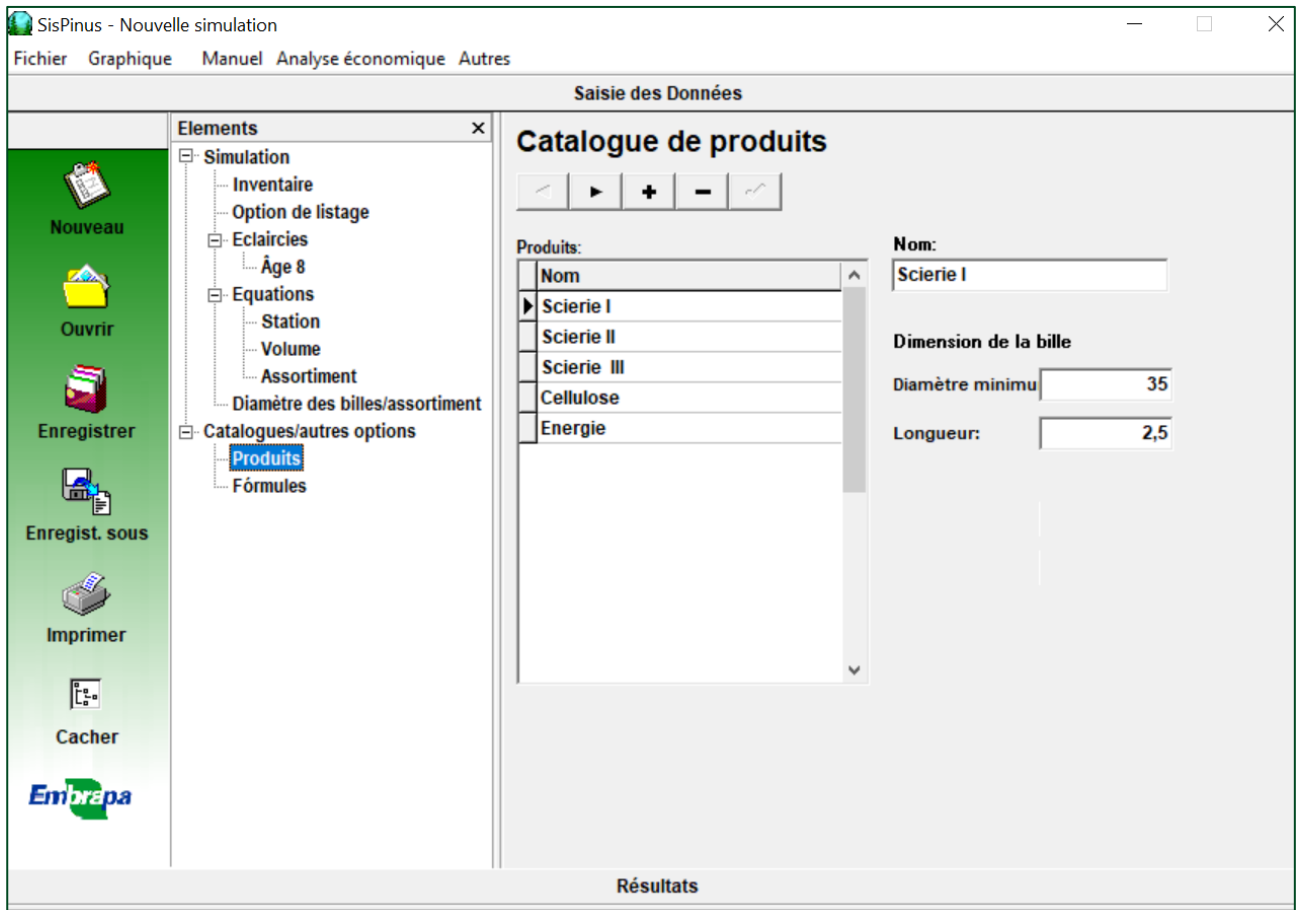 SisPinus - Nouvelle simulation
Fichier Graphique Manuel Analyse économique Autres
Saisie des Données
Nouveau
Ouvrir
Enregistrer
Enregist. sous
Imprimer
Cacher
Embrapa
Elements
Simulation
Inventaire
Option de listage
Eclaircies
Âge 8
Equations
Station
Volume
Assortiment
Diamètre des billes/assortiment
Catalogues/autres options
Produits
Fórmules
Catalogue de produits
Produits:
Nom
Scierie I
Scierie II
Scierie III
Cellulose
Energie
Nom:
Scierie I
Dimension de la bille
Diamètre minimu 35
Longueur: 2,5
Résultats